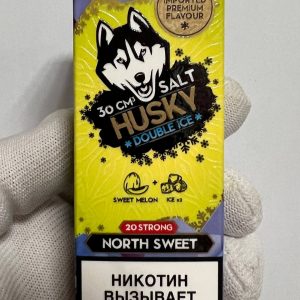 IMPORTED
PREMIUM
FLAVOUR
30 CM³
SALT
HUSKY
DOUBLE ICE
SWEET MELON + ICE x2
20 STRONG
NORTH SWEET
НИКОТИН
ВЫЗЫВАЕТ